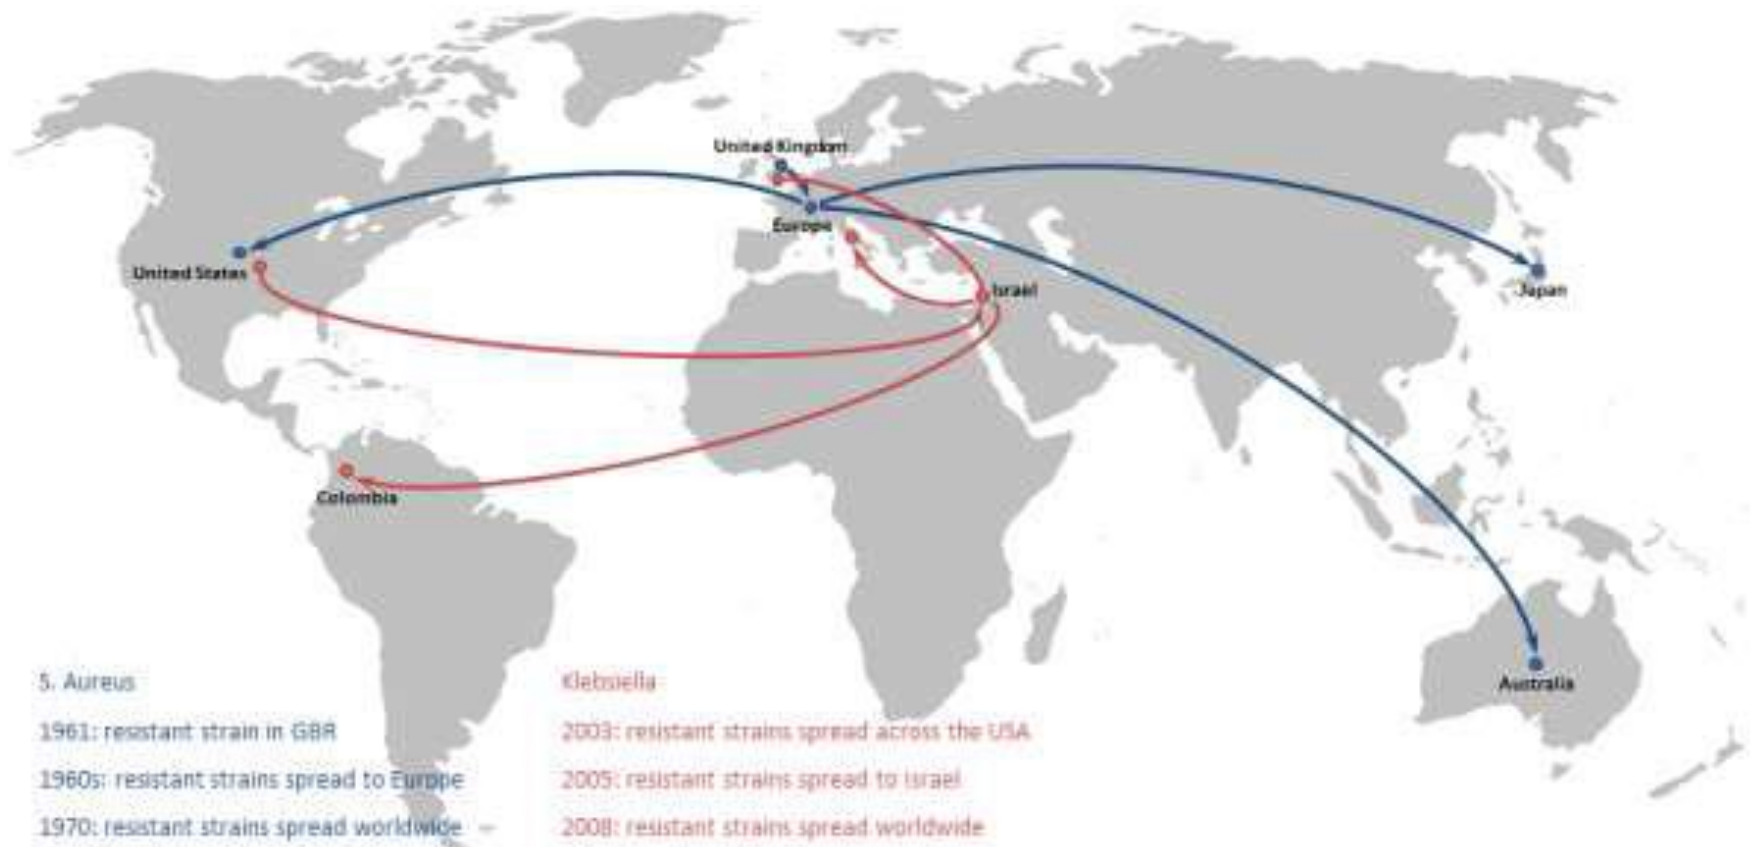 United Kingdom
Europe
United States
Israel
Japan
Colombia
Australia
S. Aureus
1961: resistant strain in GBR
1960s: resistant strains spread to Europe
1970: resistant strains spread worldwide
Klebsiella
2003: resistant strains spread across the USA
2005: resistant strains spread to Israel
2008: resistant strains spread worldwide